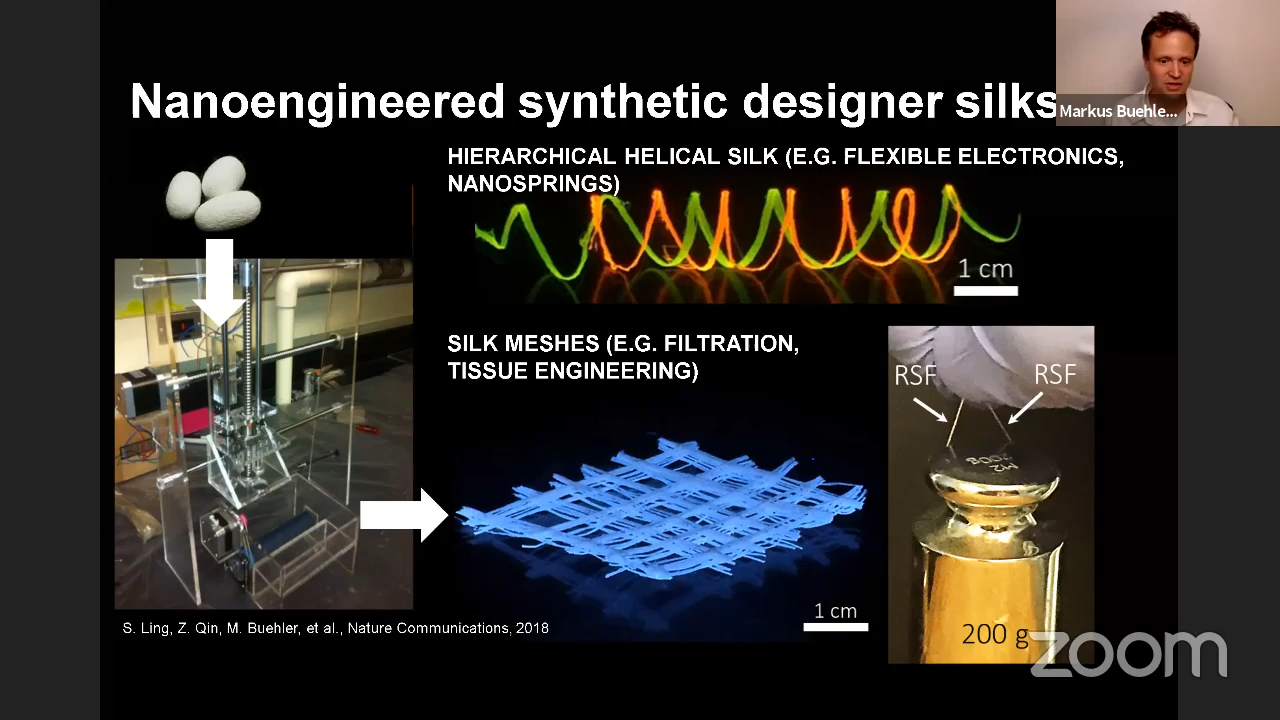 Nanoengineered synthetic designer silks
Markus Buehle...
HIERARCHICAL HELICAL SILK (E.G. FLEXIBLE ELECTRONICS,
NANOSPRINGS)
1 cm
SILK MESHES (E.G. FILTRATION,
TISSUE ENGINEERING)
RSF
RSF
1 cm
200 g
S. Ling, Z. Qin, M. Buehler, et al., Nature Communications, 2018
zoom